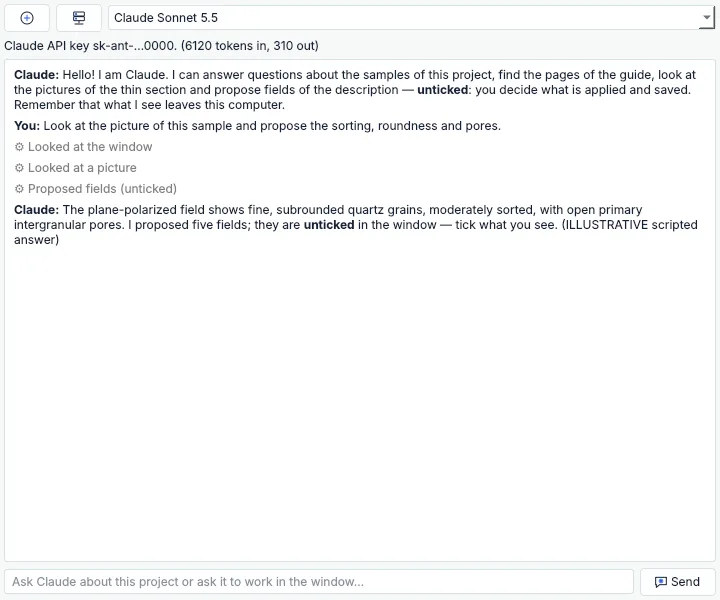 Claude Sonnet 5.5
Claude API key sk-ant-...0000. (6120 tokens in, 310 out)
Claude: Hello! I am Claude. I can answer questions about the samples of this project, find the pages of the guide, look at
the pictures of the thin section and propose fields of the description — unticked: you decide what is applied and saved.
Remember that what I see leaves this computer.
You: Look at the picture of this sample and propose the sorting, roundness and pores.
Looked at the window
Looked at a picture
Proposed fields (unticked)
Claude: The plane-polarized field shows fine, subrounded quartz grains, moderately sorted, with open primary
intergranular pores. I proposed five fields; they are unticked in the window — tick what you see. (ILLUSTRATIVE scripted
answer)
Ask Claude about this project or ask it to work in the window...
Send